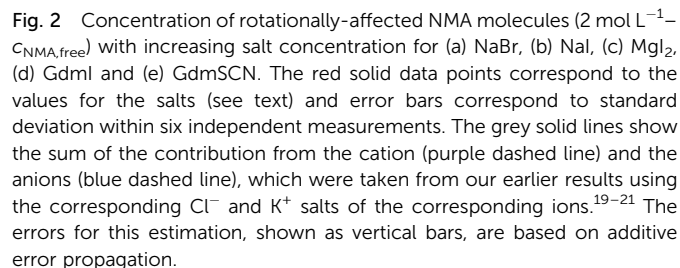 Fig. 2 Concentration of rotationally-affected NMA molecules (2 mol L⁻¹–
c_NMA,free) with increasing salt concentration for (a) NaBr, (b) NaI, (c) MgI₂,
(d) GdmI and (e) GdmSCN. The red solid data points correspond to the
values for the salts (see text) and error bars correspond to standard
deviation within six independent measurements. The grey solid lines show
the sum of the contribution from the cation (purple dashed line) and the
anions (blue dashed line), which were taken from our earlier results using
the corresponding Cl⁻ and K⁺ salts of the corresponding ions.¹⁹⁻²¹ The
errors for this estimation, shown as vertical bars, are based on additive
error propagation.